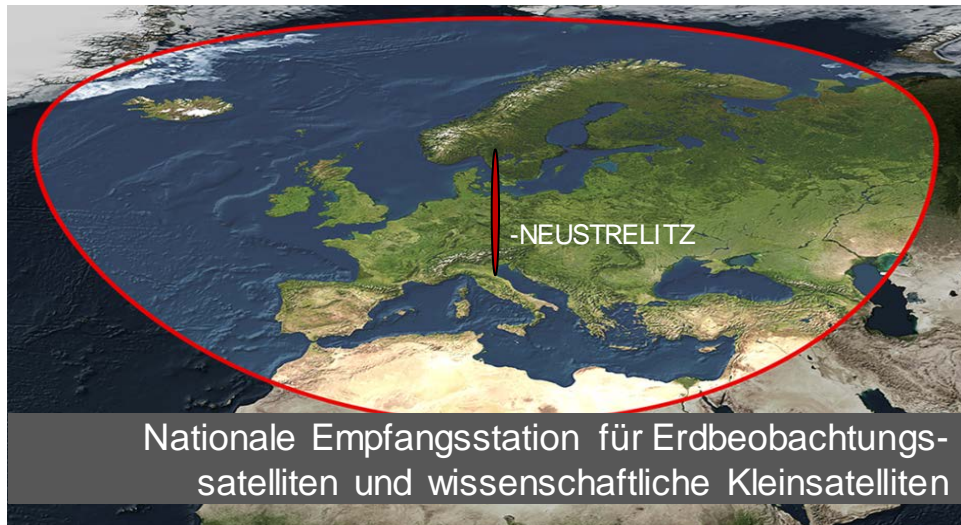 -NEUSTRELITZ
Nationale Empfangsstation für Erdbeobachtungs-
satelliten und wissenschaftliche Kleinsatelliten